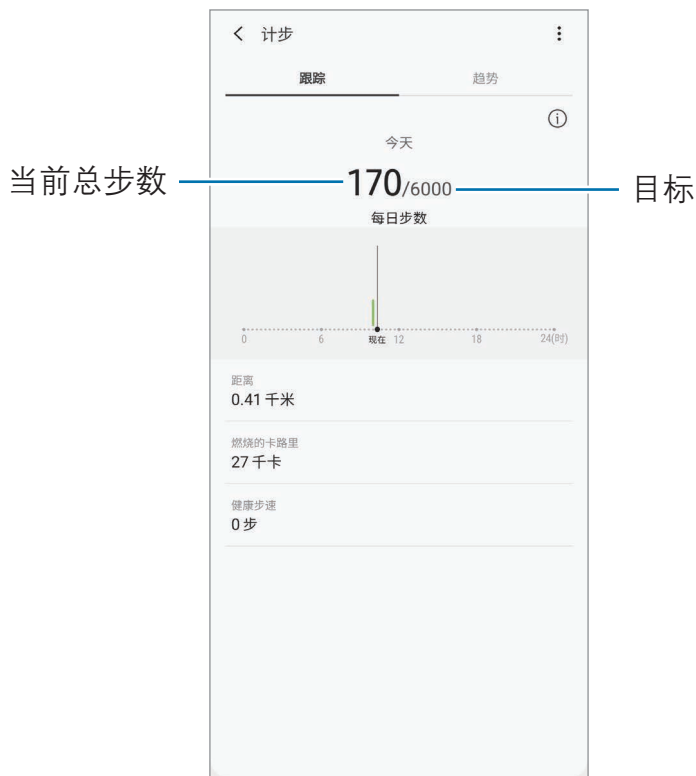 计步
跟踪 趋势
今天
当前总步数 170/6000 目标
每日步数
0 6 现在 12 18 24(时)
距离
0.41 千米
燃烧的卡路里
27 千卡
健康步速
0 步